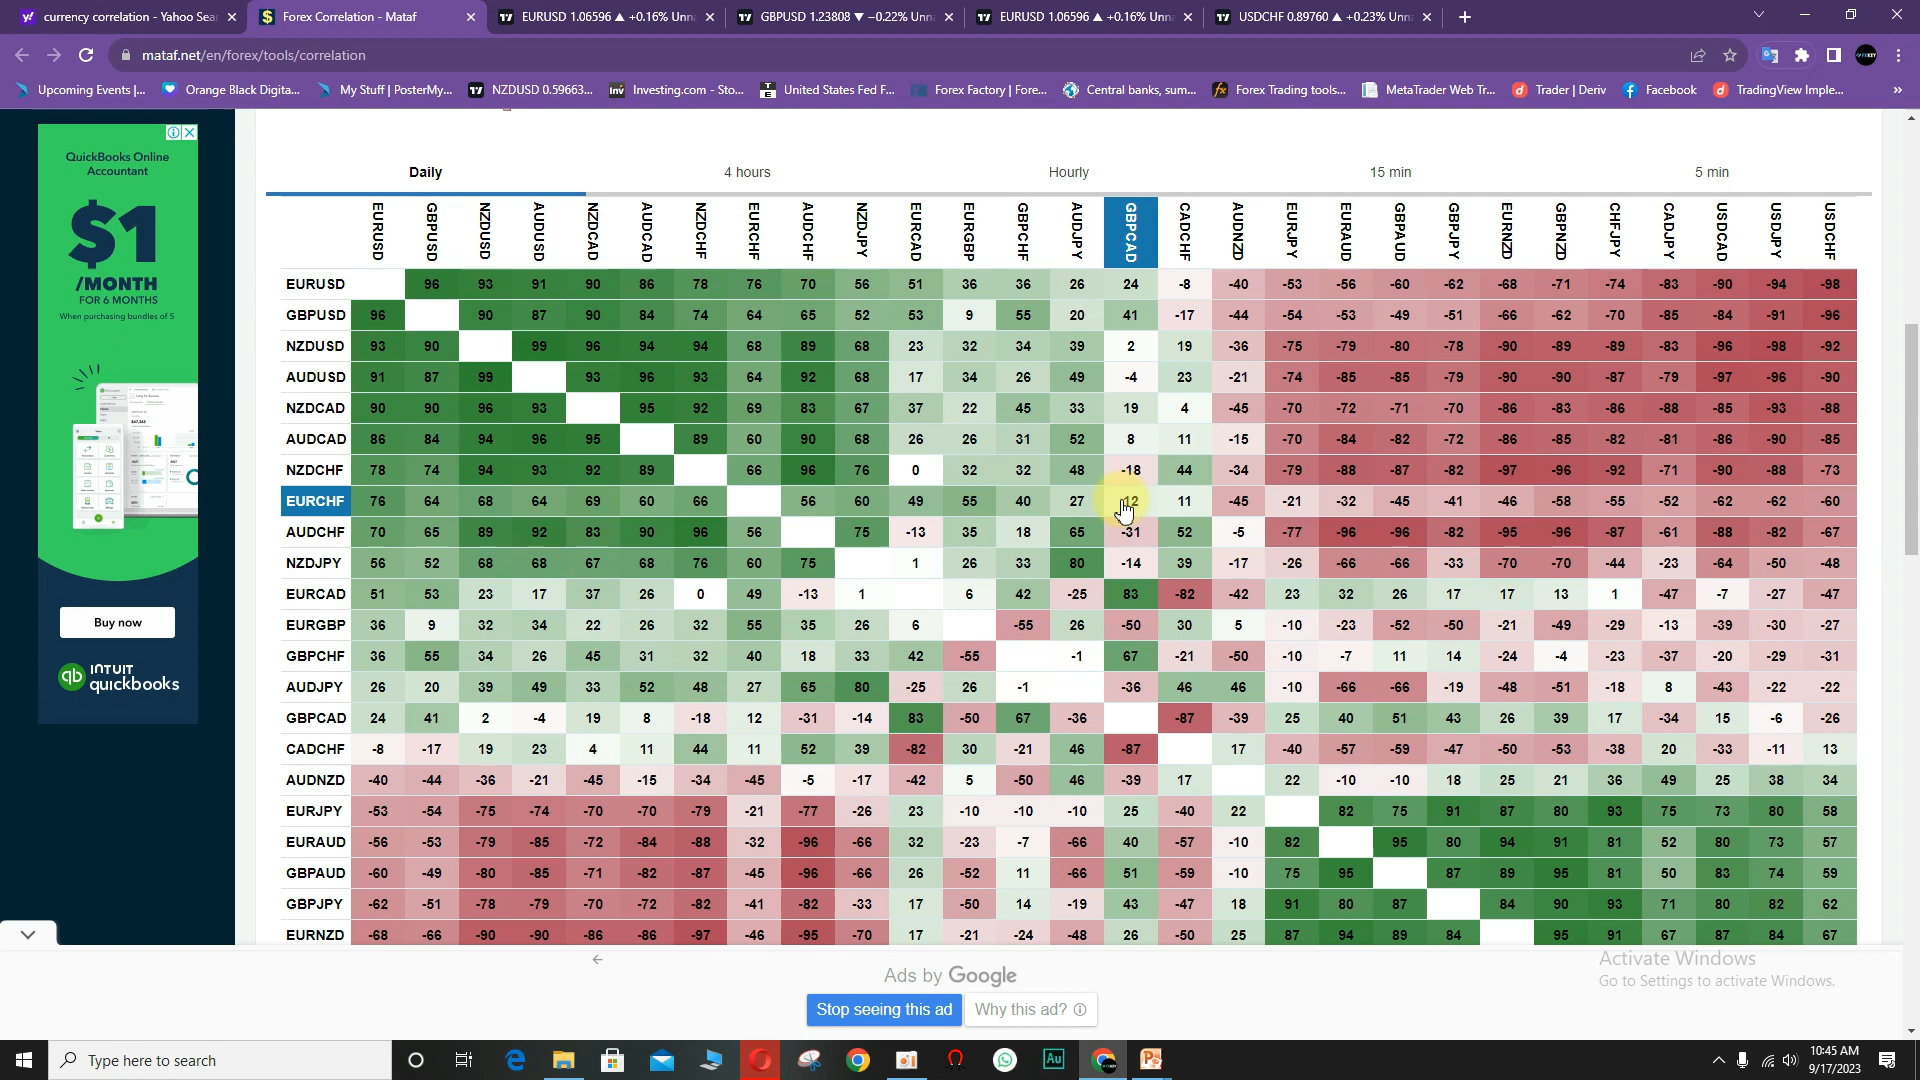 currency correlation - Yahoo Sear
Forex Correlation - Mataf
EURUSD 1.06596 ▲ +0.16% Unna
GBPUSD 1.23808 ▼ −0.22% Unna
EURUSD 1.06596 ▲ +0.16% Unna
USDCHF 0.89760 ▲ +0.23% Unna
mataf.net/en/forex/tools/correlation
Upcoming Events |...
Orange Black Digita...
My Stuff | PosterMy...
NZDUSD 0.59663...
Investing.com - Sto...
United States Fed F...
Forex Factory | Fore...
Central banks, sum...
Forex Trading tools...
MetaTrader Web Tr...
Trader | Deriv
Facebook
TradingView Imple...
QuickBooks Online
Accountant
$1
/MONTH
FOR 6 MONTHS
When purchasing bundles of 5
Buy now
INTUIT
quickbooks
Daily 4 hours Hourly 15 min 5 min
EURUSD GBPUSD NZDUSD AUDUSD NZDCAD AUDCAD NZDCHF EURCHF AUDCHF NZDJPY EURCAD EURGBP GBPCHF AUDJPY GBPCAD CADCHF AUDNZD EURJPY EURAUD GBPAUD GBPJPY EURNZD GBPNZD CHFJPY CADJPY USDCAD USDJPY USDCHF
EURUSD 96 93 91 90 86 78 76 70 56 51 36 36 26 24 -8 -40 -53 -56 -60 -62 -68 -71 -74 -83 -90 -94 -98
GBPUSD 96 90 87 90 84 74 64 65 52 53 9 55 20 41 -17 -44 -54 -53 -49 -51 -66 -62 -70 -85 -84 -91 -96
NZDUSD 93 90 99 96 94 94 68 89 68 23 32 34 39 2 19 -36 -75 -79 -80 -78 -90 -89 -89 -83 -96 -98 -92
AUDUSD 91 87 99 93 96 93 64 92 68 17 34 26 49 -4 23 -21 -74 -85 -85 -79 -90 -90 -87 -79 -97 -96 -90
NZDCAD 90 90 96 93 95 92 69 83 67 37 22 45 33 19 4 -45 -70 -72 -71 -70 -86 -83 -86 -88 -85 -93 -88
AUDCAD 86 84 94 96 95 89 60 90 68 26 26 31 52 8 11 -15 -70 -84 -82 -72 -86 -85 -82 -81 -86 -90 -85
NZDCHF 78 74 94 93 92 89 66 96 76 0 32 32 48 -18 44 -34 -79 -88 -87 -82 -97 -96 -92 -71 -90 -88 -73
EURCHF 76 64 68 64 69 60 66 56 60 49 55 40 27 12 11 -45 -21 -32 -45 -41 -46 -58 -55 -52 -62 -62 -60
AUDCHF 70 65 89 92 83 90 96 56 75 -13 35 18 65 -31 52 -5 -77 -96 -96 -82 -95 -96 -87 -61 -88 -82 -67
NZDJPY 56 52 68 68 67 68 76 60 75 1 26 33 80 -14 39 -17 -26 -66 -66 -33 -70 -70 -44 -23 -64 -50 -48
EURCAD 51 53 23 17 37 26 0 49 -13 1 6 42 -25 83 -82 -42 23 32 26 17 17 13 1 -47 -7 -27 -47
EURGBP 36 9 32 34 22 26 32 55 35 26 6 -55 26 -50 30 5 -10 -23 -52 -50 -21 -49 -29 -13 -39 -30 -27
GBPCHF 36 55 34 26 45 31 32 40 18 33 42 -55 -1 67 -21 -50 -10 -7 11 14 -24 -4 -23 -37 -20 -29 -31
AUDJPY 26 20 39 49 33 52 48 27 65 80 -25 26 -1 -36 46 46 -10 -66 -66 -19 -48 -51 -18 8 -43 -22 -22
GBPCAD 24 41 2 -4 19 8 -18 12 -31 -14 83 -50 67 -36 -87 -39 25 40 51 43 26 39 17 -34 15 -6 -26
CADCHF -8 -17 19 23 4 11 44 11 52 39 -82 30 -21 46 -87 17 -40 -57 -59 -47 -50 -53 -38 20 -33 -11 13
AUDNZD -40 -44 -36 -21 -45 -15 -34 -45 -5 -17 -42 5 -50 46 -39 17 22 -10 -10 18 25 21 36 49 25 38 34
EURJPY -53 -54 -75 -74 -70 -70 -79 -21 -77 -26 23 -10 -10 -10 25 -40 22 82 75 91 87 80 93 75 73 80 58
EURAUD -56 -53 -79 -85 -72 -84 -88 -32 -96 -66 32 -23 -7 -66 40 -57 -10 82 95 80 94 91 81 52 80 73 57
GBPAUD -60 -49 -80 -85 -71 -82 -87 -45 -96 -66 26 -52 11 -66 51 -59 -10 75 95 87 89 95 81 50 83 74 59
GBPJPY -62 -51 -78 -79 -70 -72 -82 -41 -82 -33 17 -50 14 -19 43 -47 18 91 80 87 84 90 93 71 80 82 62
EURNZD -68 -66 -90 -90 -86 -86 -97 -46 -95 -70 17 -21 -24 -48 26 -50 25 87 94 89 84 95 91 67 87 84 67
Ads by Google
Stop seeing this ad
Why this ad?
Activate Windows
Go to Settings to activate Windows.
Type here to search
10:45 AM
9/17/2023